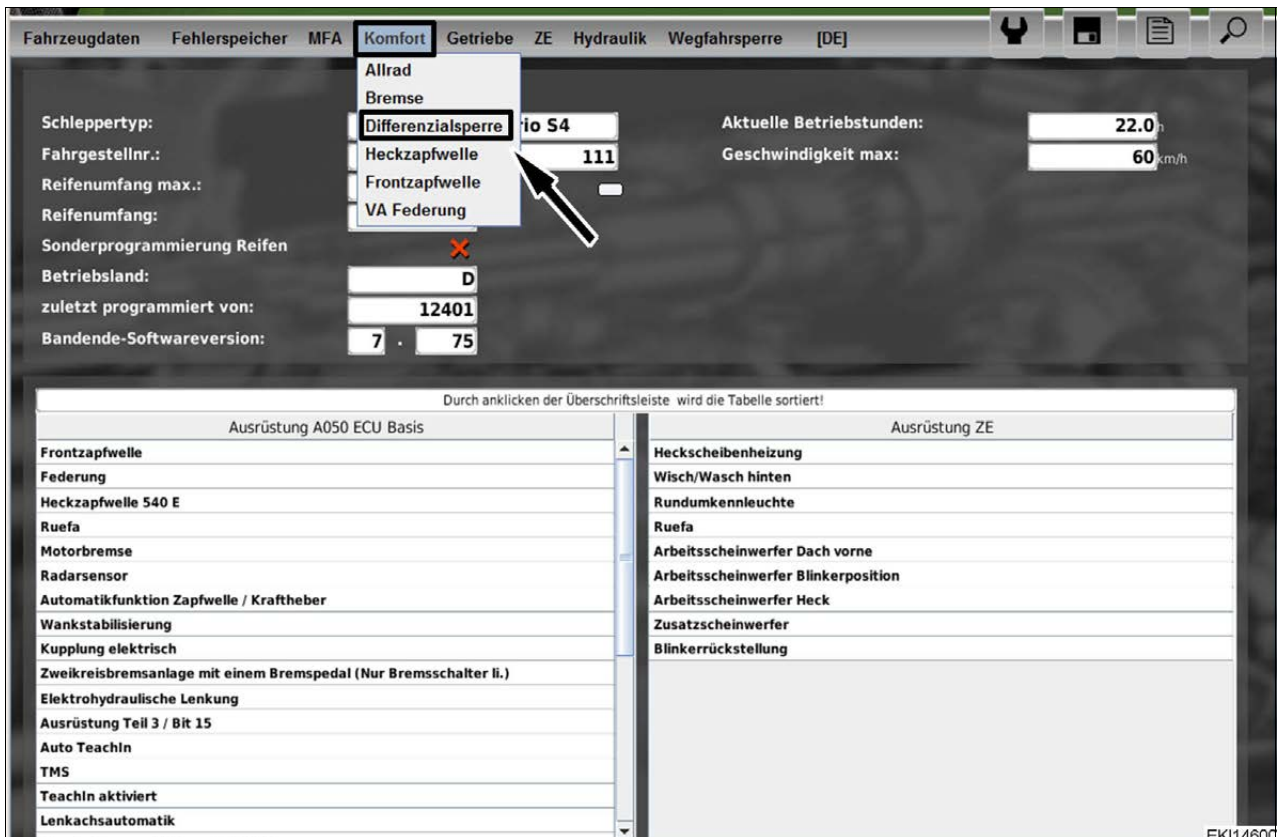 Fahrzeugdaten Fehlerspeicher MFA Komfort Getriebe ZE Hydraulik Wegfahrsperre [DE]
Allrad
Bremse
Differenzialsperre
Heckzapfwelle
Frontzapfwelle
VA Federung
Schleppertyp: rio S4 Aktuelle Betriebstunden: 22.0 h
Fahrgestellnr.: 111 Geschwindigkeit max: 60 km/h
Reifenumfang max.:
Reifenumfang:
Sonderprogrammierung Reifen
Betriebsland: D
zuletzt programmiert von: 12401
Bandende-Softwareversion: 7 . 75
Durch anklicken der Überschriftsleiste wird die Tabelle sortiert!
Ausrüstung A050 ECU Basis
Frontzapfwelle
Federung
Heckzapfwelle 540 E
Ruefa
Motorbremse
Radarsensor
Automatikfunktion Zapfwelle / Kraftheber
Wankstabilisierung
Kupplung elektrisch
Zweikreisbremsanlage mit einem Bremspedal (Nur Bremsschalter li.)
Elektrohydraulische Lenkung
Ausrüstung Teil 3 / Bit 15
Auto TeachIn
TMS
TeachIn aktiviert
Lenkachsautomatik
Ausrüstung ZE
Heckscheibenheizung
Wisch/Wasch hinten
Rundumkennleuchte
Ruefa
Arbeitsscheinwerfer Dach vorne
Arbeitsscheinwerfer Blinkerposition
Arbeitsscheinwerfer Heck
Zusatzscheinwerfer
Blinkerrückstellung
EKI14600